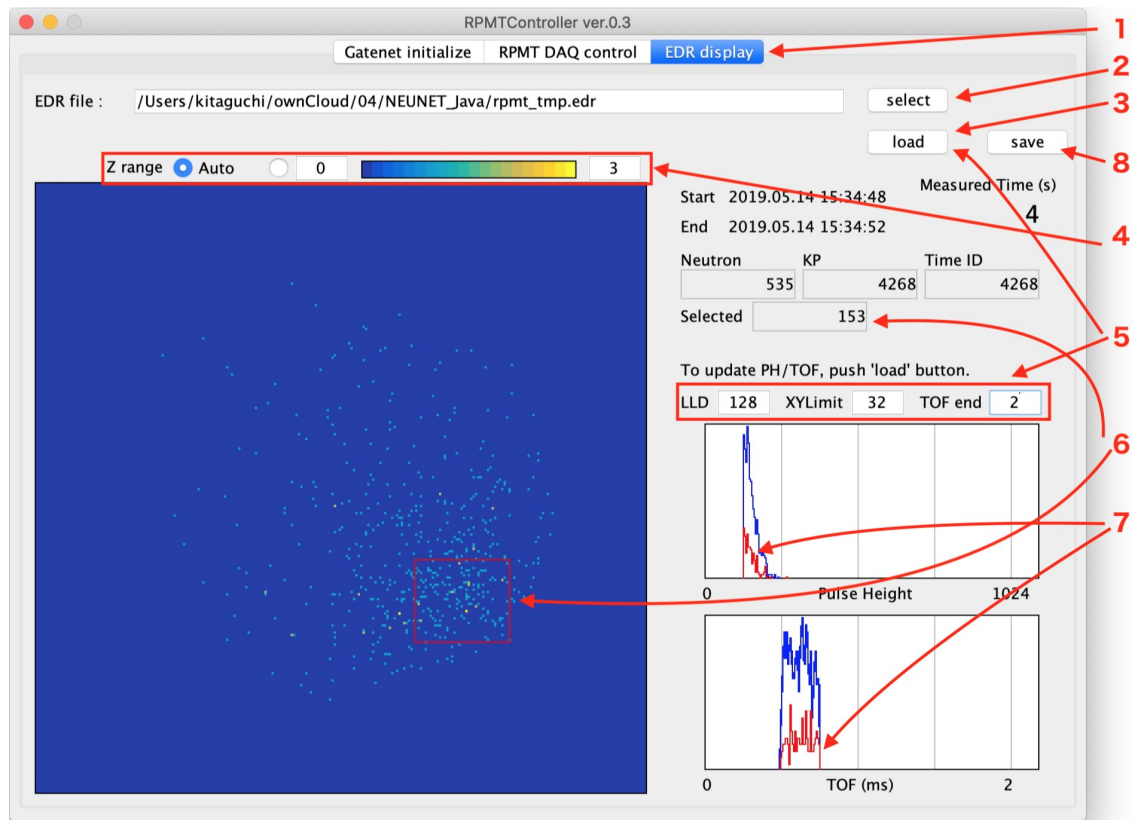 RPMTController ver.0.3
1
Gatenet initialize RPMT DAQ control EDR display
2
EDR file : /Users/kitaguchi/ownCloud/04/NEUNET_Java/rpmt_tmp.edr select
3
load save
8
Z range Auto 0 3
Measured Time (s)
Start 2019.05.14 15:34:48
4
End 2019.05.14 15:34:52
4
Neutron KP Time ID
535 4268 4268
Selected 153
5
To update PH/TOF, push 'load' button.
LLD 128 XYLimit 32 TOF end 2
6
7
0 Pulse Height 1024
0 TOF (ms) 2